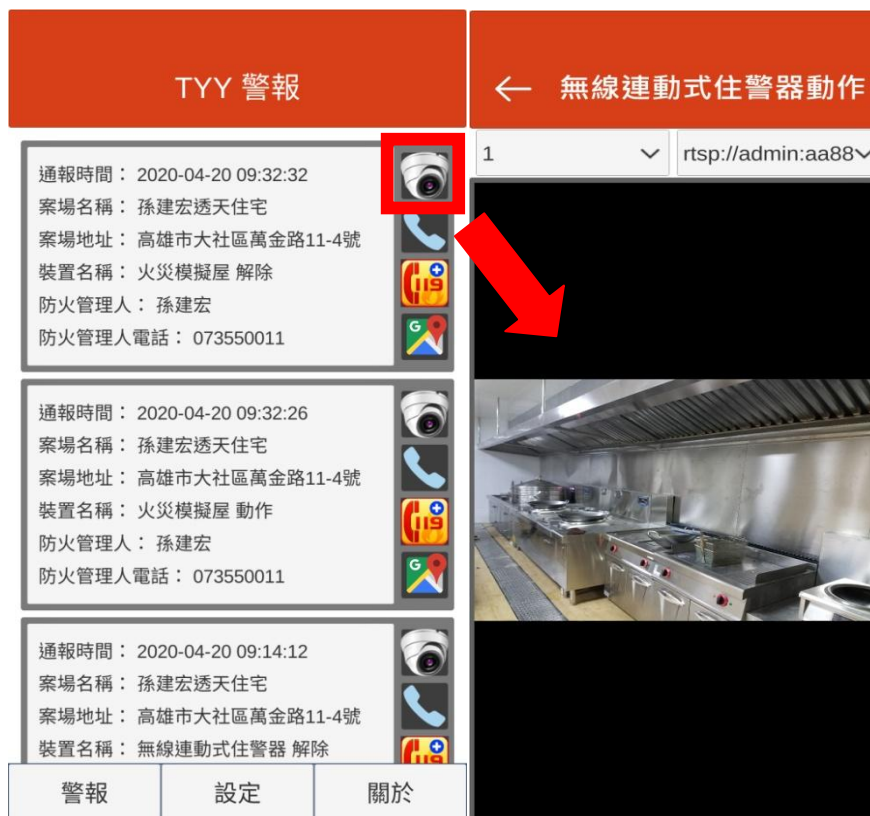 TYY 警報
通報時間： 2020-04-20 09:32:32
案場名稱： 孫建宏透天住宅
案場地址： 高雄市大社區萬金路11-4號
裝置名稱： 火災模擬屋 解除
防火管理人： 孫建宏
防火管理人電話： 073550011
119
G
通報時間： 2020-04-20 09:32:26
案場名稱： 孫建宏透天住宅
案場地址： 高雄市大社區萬金路11-4號
裝置名稱： 火災模擬屋 動作
防火管理人： 孫建宏
防火管理人電話： 073550011
119
G
通報時間： 2020-04-20 09:14:12
案場名稱： 孫建宏透天住宅
案場地址： 高雄市大社區萬金路11-4號
裝置名稱： 無線連動式住警器 解除
119
警報 設定 關於
← 無線連動式住警器動作
1 rtsp://admin:aa88